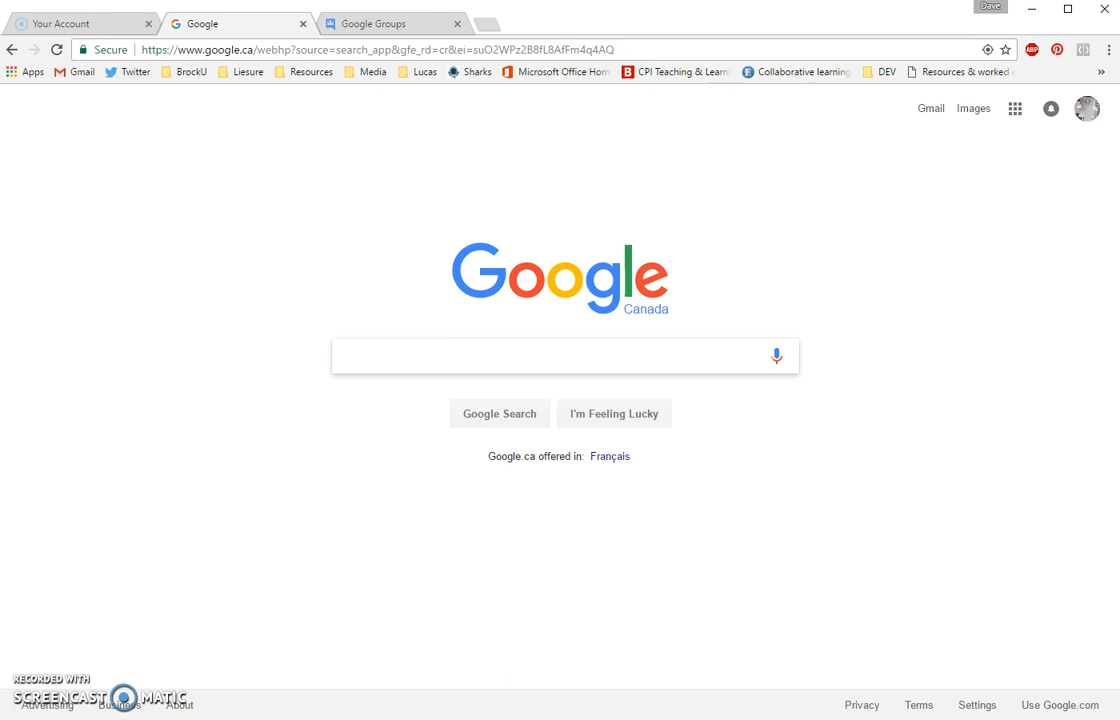 Dave
Your Account
Google
Google Groups
Secure
https://www.google.ca/webhp?source=search_app&gfe_rd=cr&ei=suO2WPz2B8fL8AfFm4q4AQ
Apps
Gmail
Twitter
BrockU
Liesure
Resources
Media
Lucas
Sharks
Microsoft Office Hom
CPI Teaching & Learn
Collaborative learning
DEV
Resources & worked e
»
Gmail
Images
Google
Canada
Google Search
I'm Feeling Lucky
Google.ca offered in: Français
RECORDED WITH
SCREENCAST MATIC
Advertising
Business
About
Privacy
Terms
Settings
Use Google.com
ABP